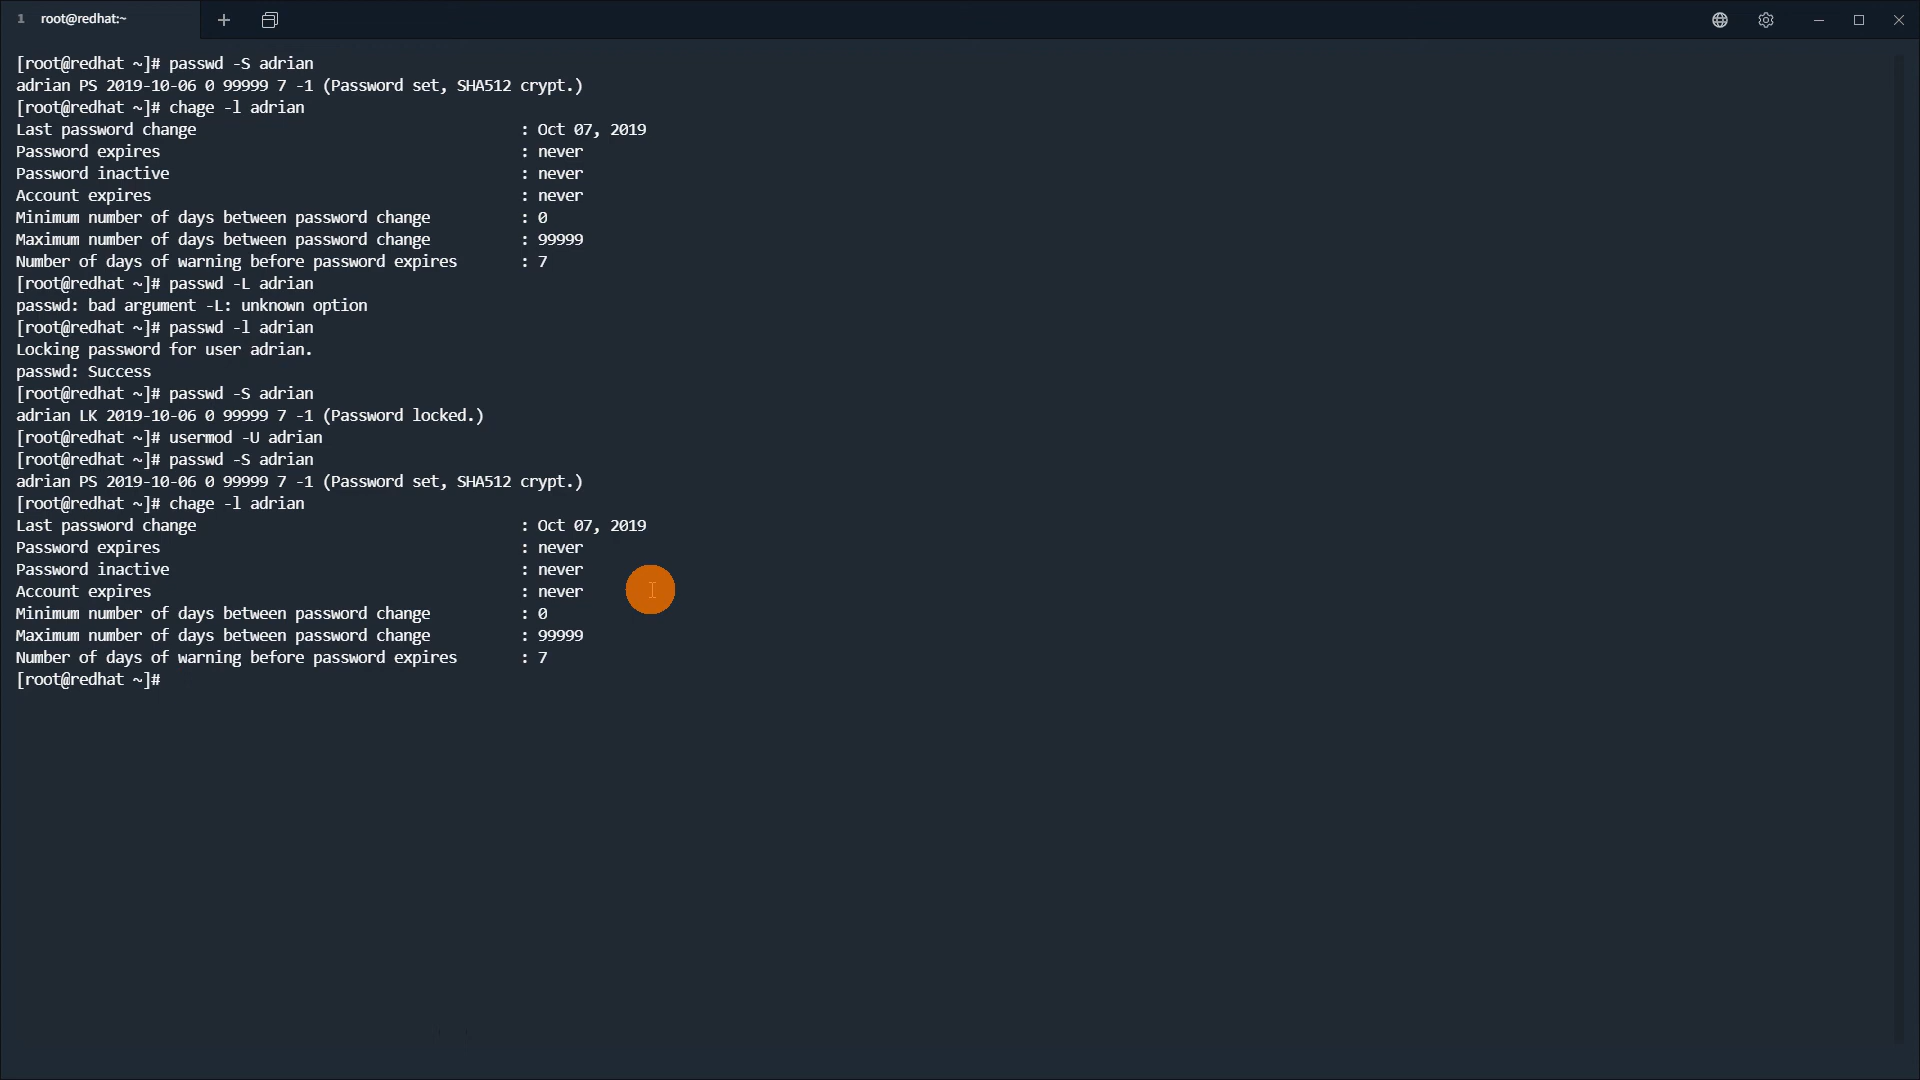 1 root@redhat:~
[root@redhat ~]# passwd -S adrian
adrian PS 2019-10-06 0 99999 7 -1 (Password set, SHA512 crypt.)
[root@redhat ~]# chage -l adrian
Last password change : Oct 07, 2019
Password expires : never
Password inactive : never
Account expires : never
Minimum number of days between password change : 0
Maximum number of days between password change : 99999
Number of days of warning before password expires : 7
[root@redhat ~]# passwd -L adrian
passwd: bad argument -L: unknown option
[root@redhat ~]# passwd -l adrian
Locking password for user adrian.
passwd: Success
[root@redhat ~]# passwd -S adrian
adrian LK 2019-10-06 0 99999 7 -1 (Password locked.)
[root@redhat ~]# usermod -U adrian
[root@redhat ~]# passwd -S adrian
adrian PS 2019-10-06 0 99999 7 -1 (Password set, SHA512 crypt.)
[root@redhat ~]# chage -l adrian
Last password change : Oct 07, 2019
Password expires : never
Password inactive : never
Account expires : never
Minimum number of days between password change : 0
Maximum number of days between password change : 99999
Number of days of warning before password expires : 7
[root@redhat ~]#